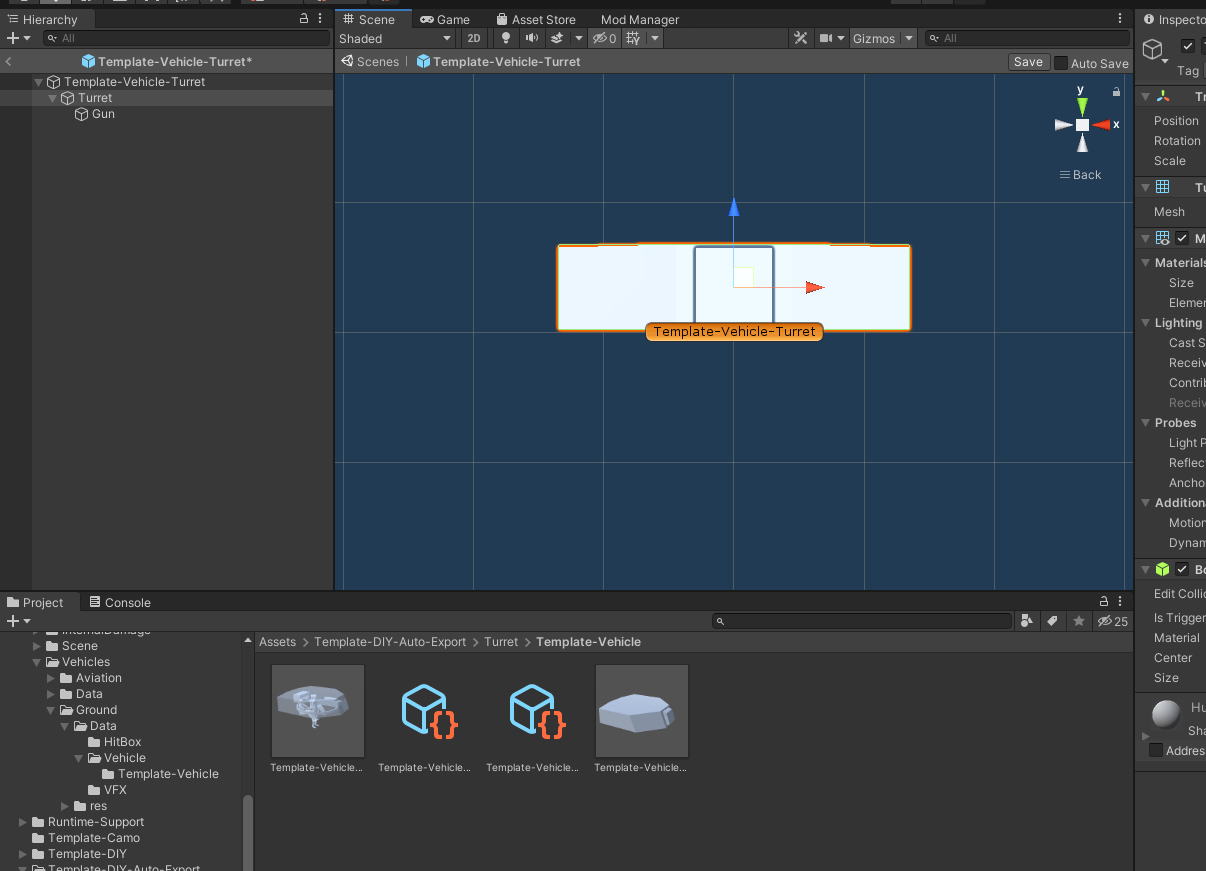 Hierarchy
All
Template-Vehicle-Turret*
Template-Vehicle-Turret
Turret
Gun
Scene
Game
Asset Store
Mod Manager
Shaded
2D
0
Gizmos
All
Scenes
Template-Vehicle-Turret
Save
Auto Save
y
x
Back
Template-Vehicle-Turret
Inspecto
Tag
Tr
Position
Rotation
Scale
Tu
Mesh
M
Materials
Size
Elemen
Lighting
Cast S
Receiv
Contrib
Receiv
Probes
Light P
Reflec
Ancho
Additiona
Motion
Dynam
Bo
Edit Collid
Is Trigger
Material
Center
Size
Hu
Sha
Address
Project
Console
25
InternalDamage
Scene
Vehicles
Aviation
Data
Ground
Data
HitBox
Vehicle
Template-Vehicle
VFX
res
Runtime-Support
Template-Camo
Template-DIY
Template-DIY-Auto-Export
Assets > Template-DIY-Auto-Export > Turret > Template-Vehicle
Template-Vehicle...
Template-Vehicle...
Template-Vehicle...
Template-Vehicle...